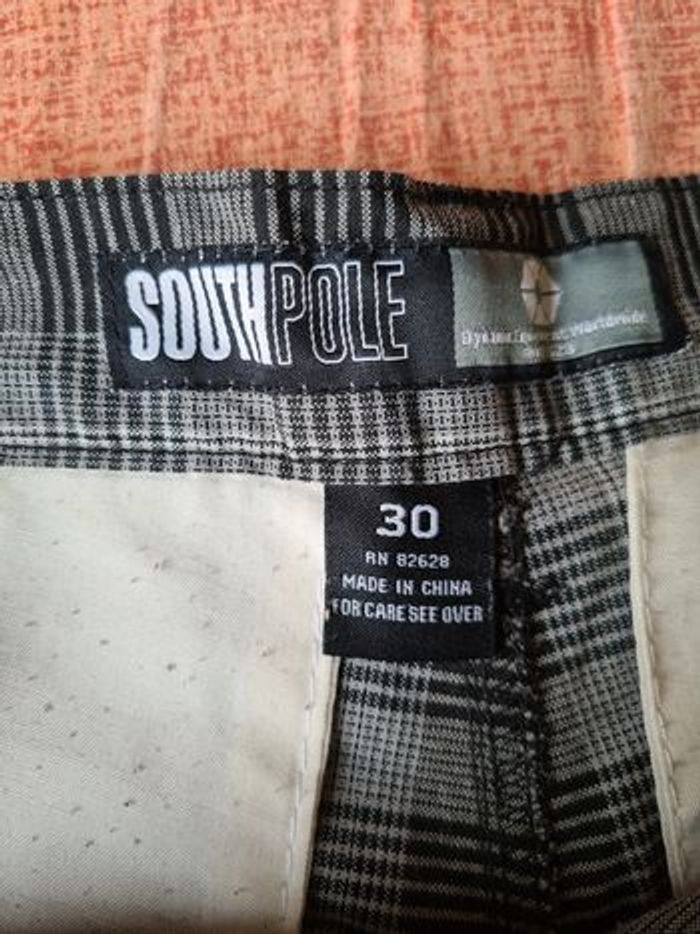 SOUTHPOLE
30
RN 82628
MADE IN CHINA
FOR CARE SEE OVER